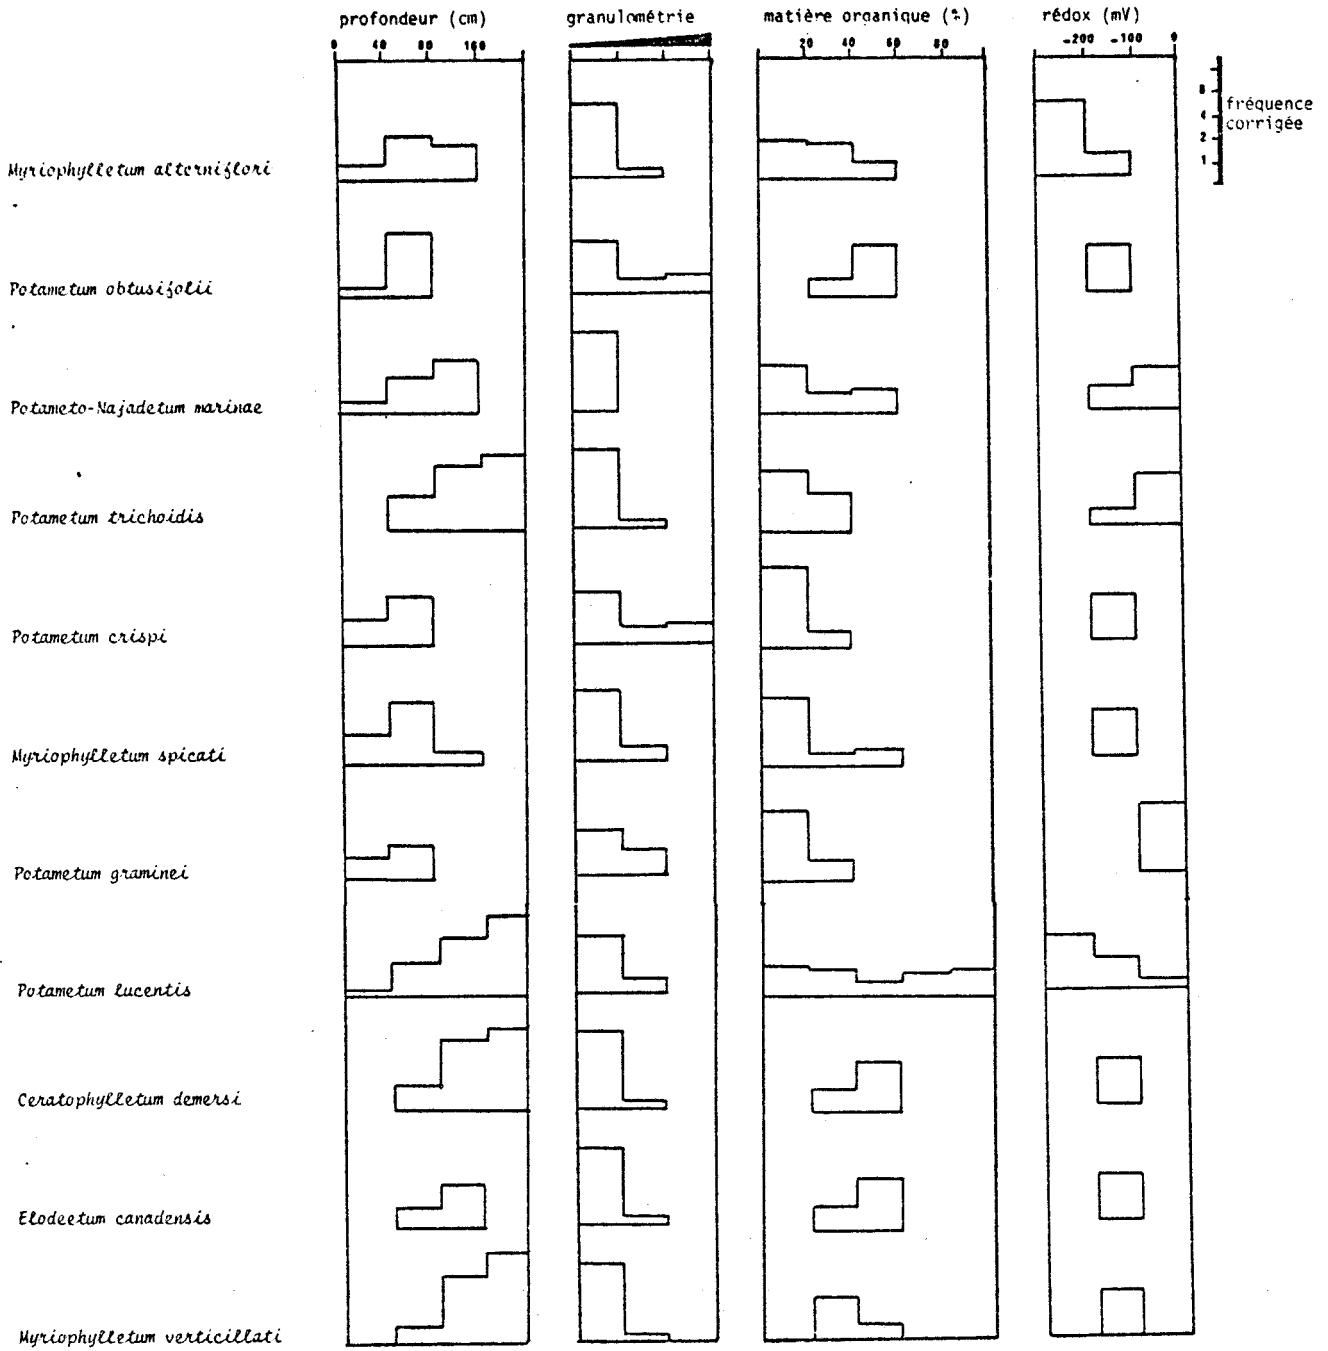 profondeur (cm) granulométrie matière organique (%) rédox (mV)
0 40 80 160 20 40 60 80 -200 -100 0
8
4
2
1
fréquence
corrigée
Myriophylletum alterniflori
Potametum obtusifolii
Potameto-Najadetum marinae
Potametum trichoidis
Potametum crispi
Myriophylletum spicati
Potametum graminei
Potametum lucentis
Ceratophylletum demersi
Elodeetum canadensis
Myriophylletum verticillati